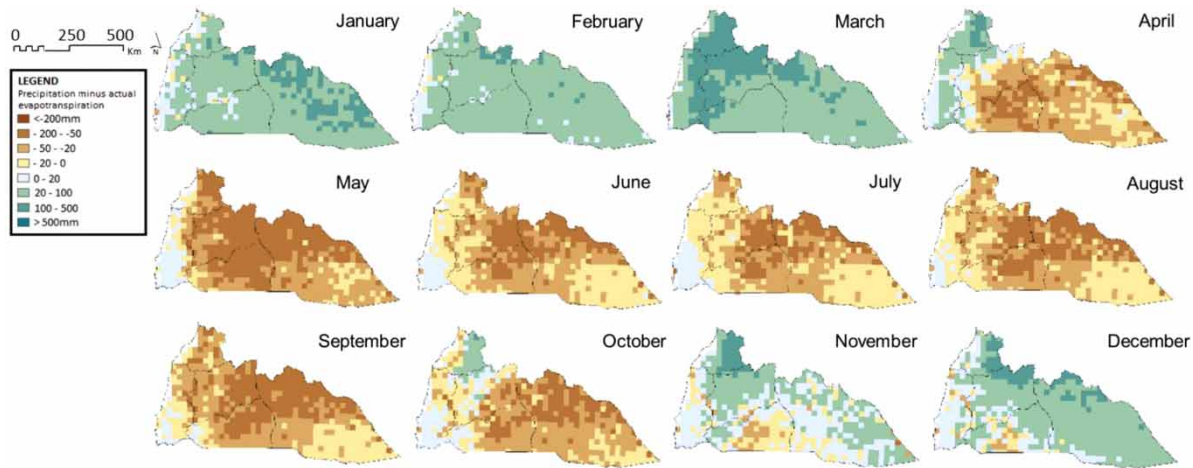 January
February
March
April
0 250 500
Km
N
LEGEND
Precipitation minus actual
evapotranspiration
<-200mm
- 200 - -50
- 50 - -20
- 20 - 0
0 - 20
20 - 100
100 - 500
> 500mm
May
June
July
August
September
October
November
December